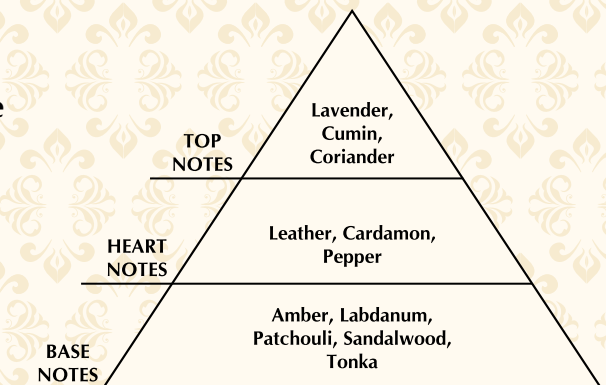 e
Lavender,
Cumin,
Coriander
TOP
NOTES
Leather, Cardamon,
Pepper
HEART
NOTES
Amber, Labdanum,
Patchouli, Sandalwood,
Tonka
BASE
NOTES